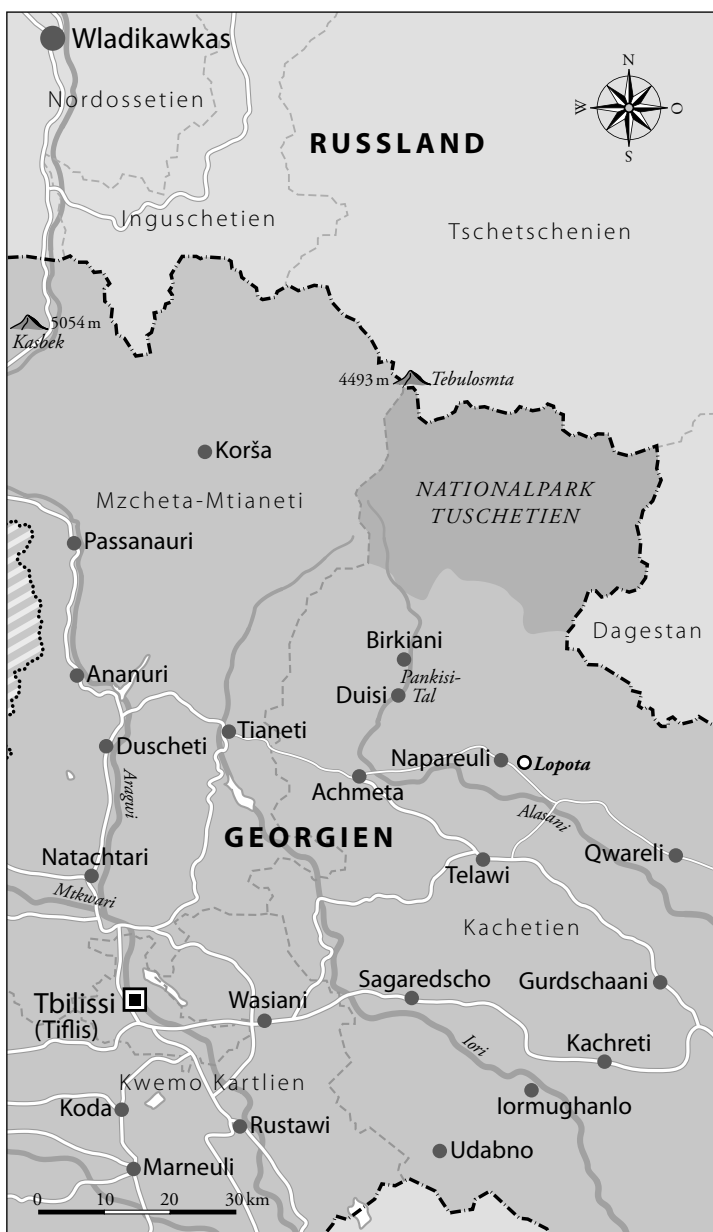 Wladikawkas
N
W
O
S
Nordossetien
RUSSLAND
Inguschetien
Tschetschenien
5054 m
Kasbek
4493 m
Tebulosmta
Korša
Mzcheta-Mtianeti
NATIONALPARK
TUSCHETIEN
Passanauri
Dagestan
Birkiani
Ananuri
Pankisi-
Tal
Duisi
Tianeti
Duscheti
Napareuli
Lopota
Achmeta
Aragwi
Alasani
GEORGIEN
Natachtari
Qwareli
Telawi
Mtkwari
Kachetien
Sagaredscho
Gurdschaani
Tbilissi
(Tiflis)
Wasiani
Iori
Kachreti
Kwemo Kartlien
Koda
Iormughanlo
Rustawi
Udabno
Marneuli
0 10 20 30 km